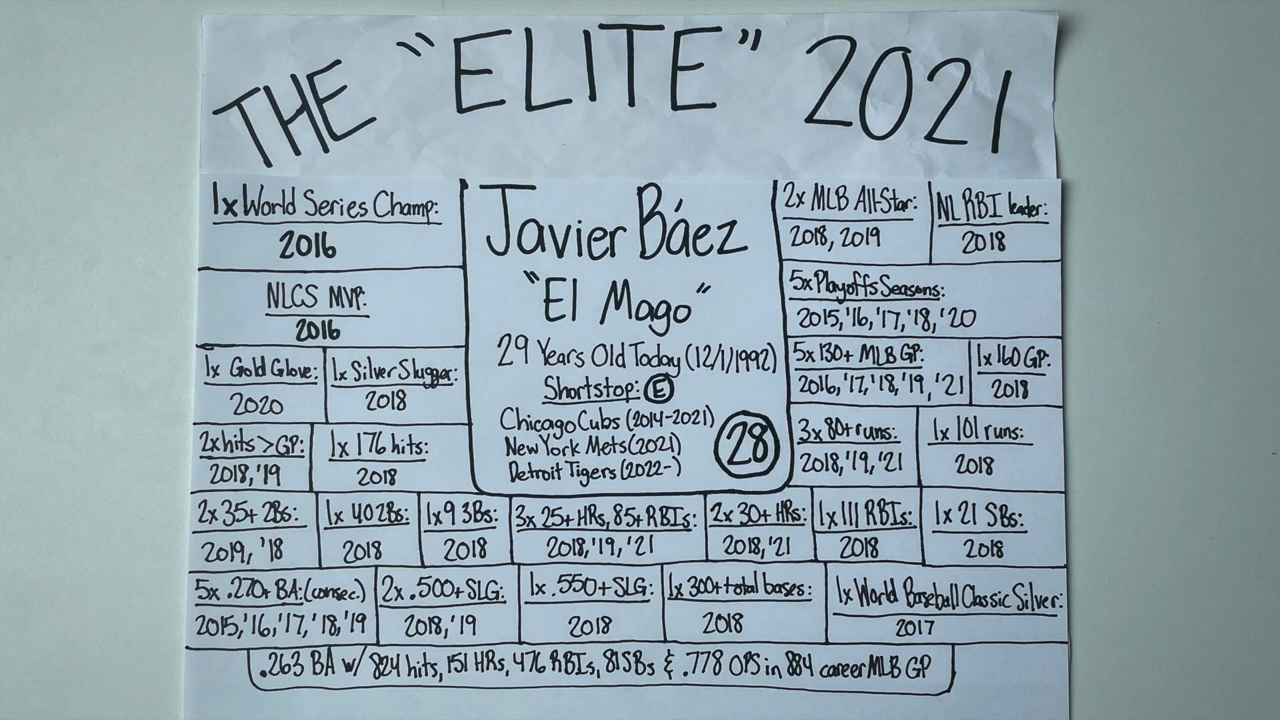 THE "ELITE" 2021
1x World Series Champ:
2016
NLCS MVP:
2016
1x Gold Glove:
2020
1x Silver Slugger:
2018
2x hits > GP:
2018, '19
1x 176 hits:
2018
Javier Báez
"El Mago"
29 Years Old Today (12/1/1992)
Shortstop: E
Chicago Cubs (2014-2021)
New York Mets (2021)
Detroit Tigers (2022-)
28
2x MLB All-Star:
2018, 2019
NL RBI leader:
2018
5x Playoffs Seasons:
2015, '16, '17, '18, '20
5x 130+ MLB GP:
2016, '17, '18, '19, '21
1x 160 GP:
2018
3x 80+ runs:
2018, '19, '21
1x 101 runs:
2018
2x 35+ 2Bs:
2019, '18
1x 40 2Bs:
2018
1x 9 3Bs:
2018
3x 25+ HRs, 85+ RBIs:
2018, '19, '21
2x 30+ HRs:
2018, '21
1x 111 RBIs:
2018
1x 21 SBs:
2018
5x .270+ BA: (consec.)
2015, '16, '17, '18, '19
2x .500+ SLG:
2018, '19
1x .550+ SLG:
2018
1x 300+ total bases:
2018
1x World Baseball Classic Silver:
2017
.263 BA w/ 824 hits, 151 HRs, 476 RBIs, 81 SBs & .778 OPS in 884 career MLB GP